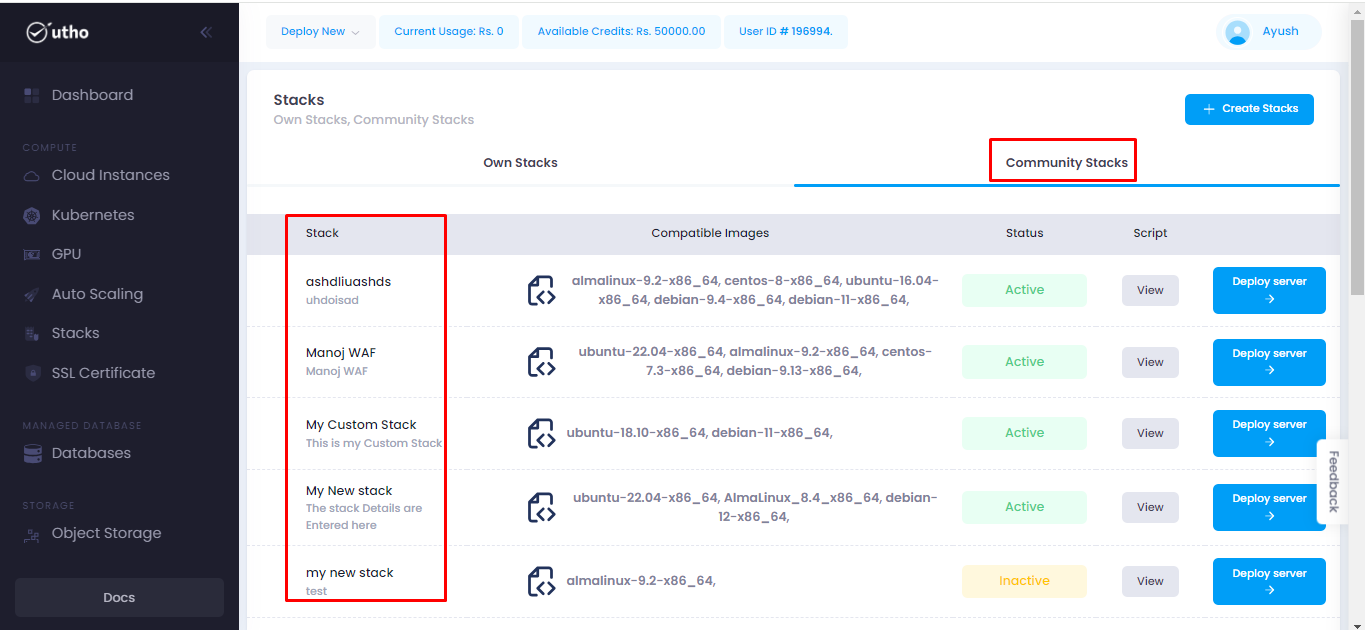 utho
Deploy New
Current Usage: Rs. 0
Available Credits: Rs. 50000.00
User ID # 196994.
Ayush
Dashboard
COMPUTE
Cloud Instances
Kubernetes
GPU
Auto Scaling
Stacks
SSL Certificate
MANAGED DATABASE
Databases
STORAGE
Object Storage
Docs
Stacks
Own Stacks, Community Stacks
Create Stacks
Own Stacks
Community Stacks
Stack
Compatible Images
Status
Script
ashdliuashds
uhdoisad
almalinux-9.2-x86_64, centos-8-x86_64, ubuntu-16.04-
x86_64, debian-9.4-x86_64, debian-11-x86_64,
Active
View
Deploy server
Manoj WAF
Manoj WAF
ubuntu-22.04-x86_64, almalinux-9.2-x86_64, centos-
7.3-x86_64, debian-9.13-x86_64,
Active
View
Deploy server
My Custom Stack
This is my Custom Stack
ubuntu-18.10-x86_64, debian-11-x86_64,
Active
View
Deploy server
My New stack
The stack Details are
Entered here
ubuntu-22.04-x86_64, AlmaLinux_8.4_x86_64, debian-
12-x86_64,
Active
View
Deploy server
my new stack
test
almalinux-9.2-x86_64,
Inactive
View
Deploy server
Feedback